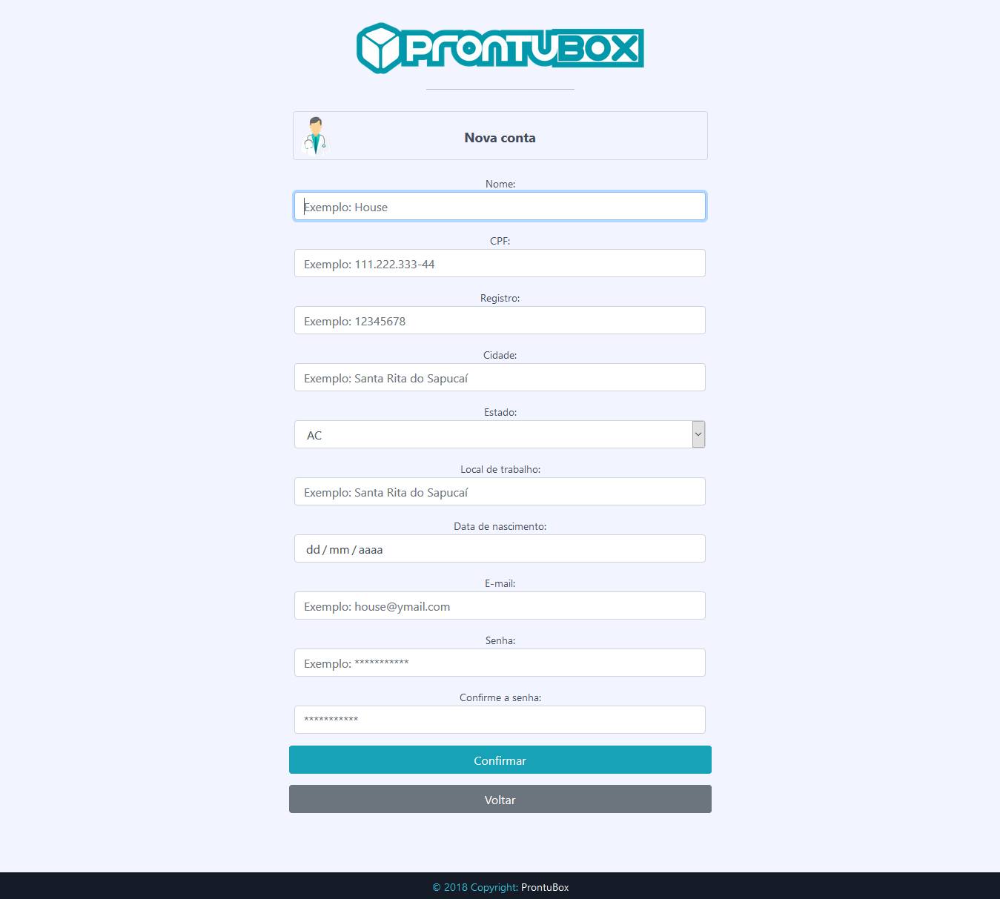 PRONTUBOX
Nova conta
Nome:
Exemplo: House
CPF:
Exemplo: 111.222.333-44
Registro:
Exemplo: 12345678
Cidade:
Exemplo: Santa Rita do Sapucaí
Estado:
AC
Local de trabalho:
Exemplo: Santa Rita do Sapucaí
Data de nascimento:
dd / mm / aaaa
E-mail:
Exemplo: house@ymail.com
Senha:
Exemplo: ***********
Confirme a senha:
***********
Confirmar
Voltar
© 2018 Copyright: ProntuBox